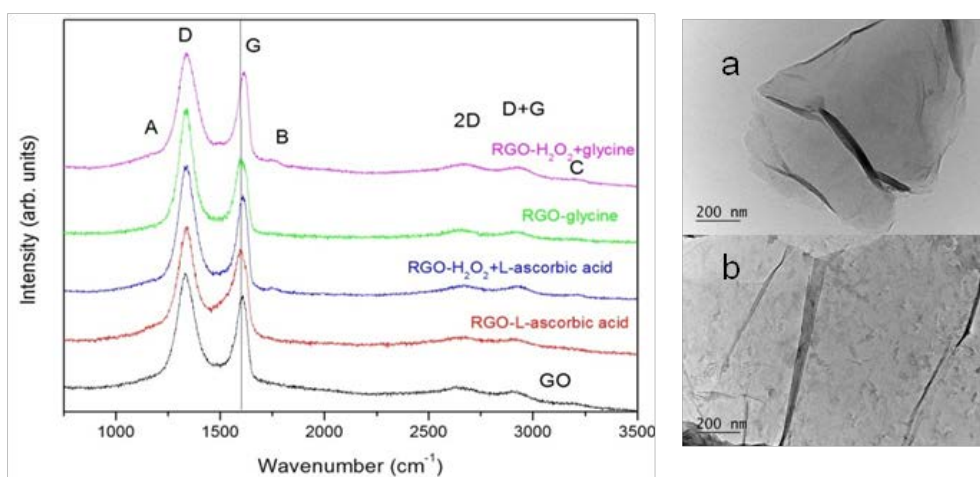 D
G
A
B
2D
D+G
C
RGO-H₂O₂+glycine
RGO-glycine
RGO-H₂O₂+L-ascorbic acid
RGO-L-ascorbic acid
GO
Intensity (arb. units)
1000 1500 2000 2500 3000 3500
Wavenumber (cm⁻¹)
a
200 nm
b
200 nm